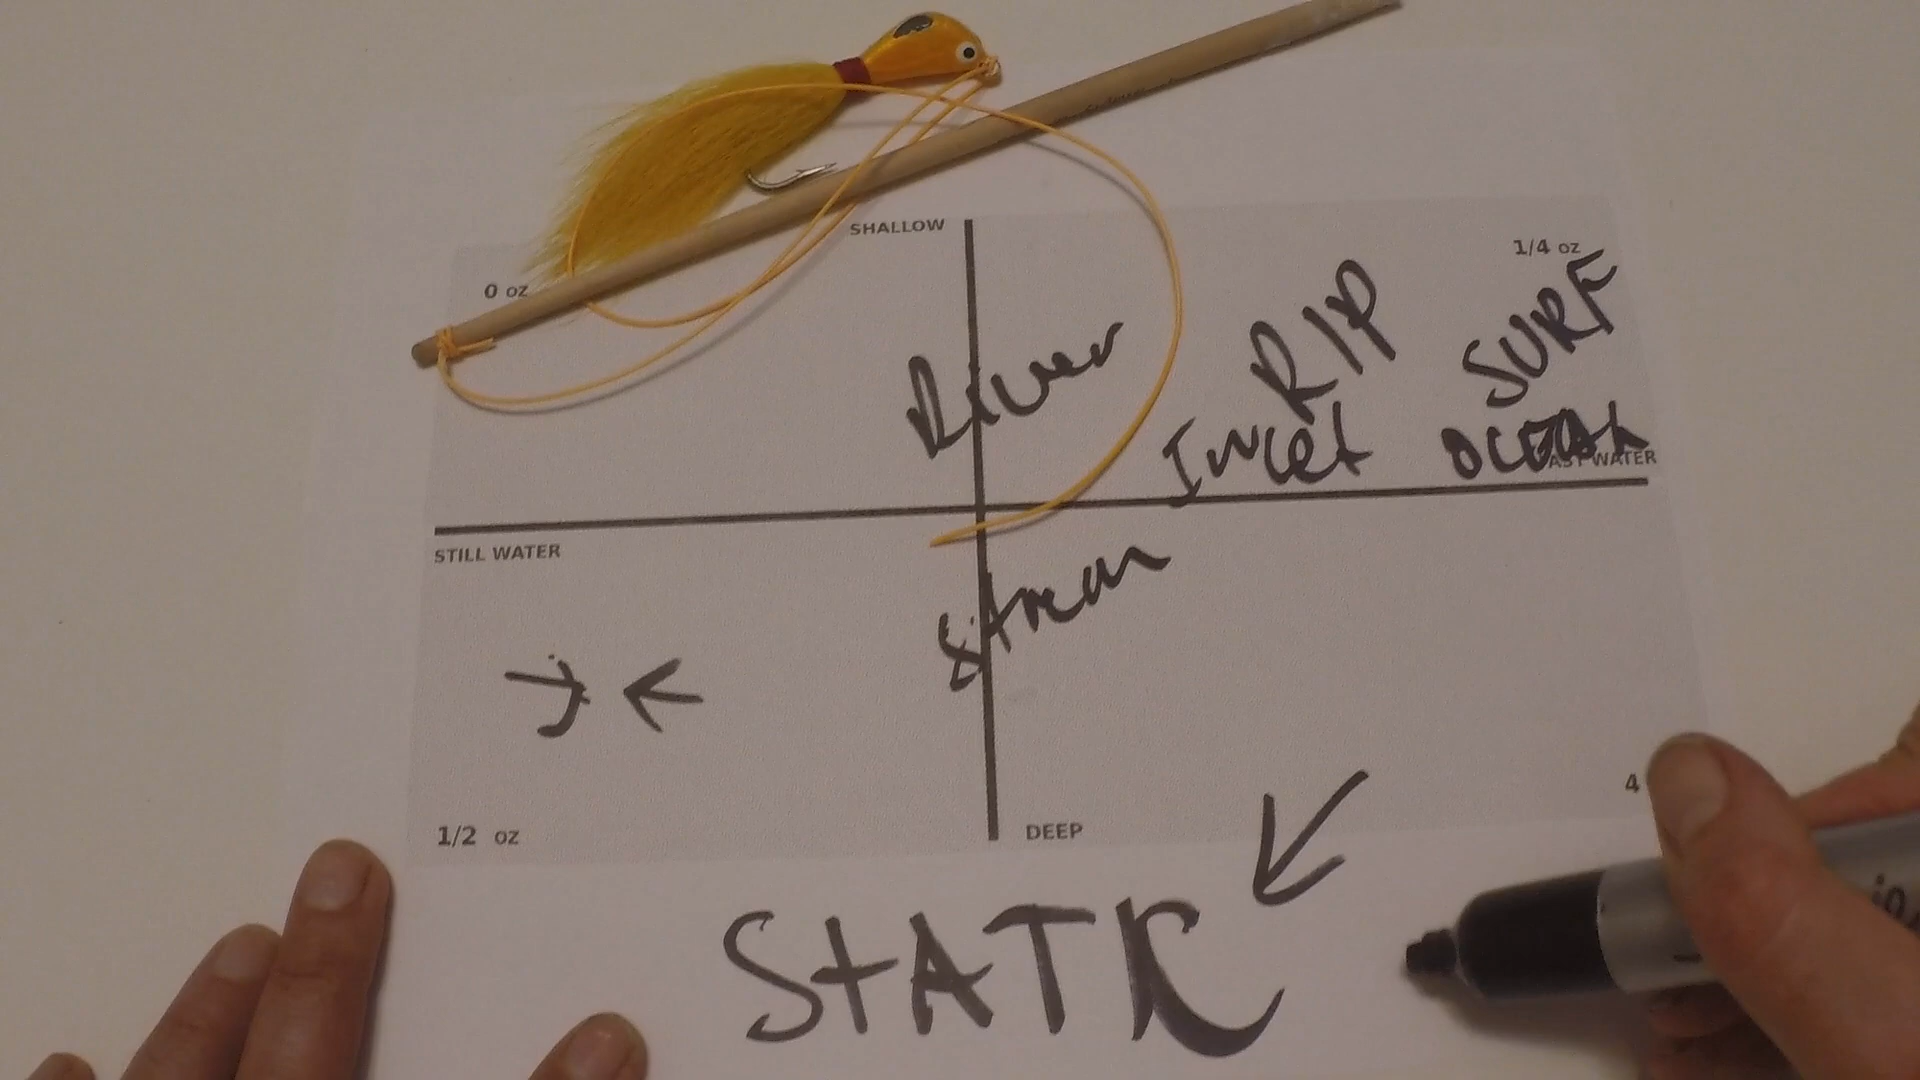 SHALLOW
1/4 oz
0 oz
RIP
SURF
River
Inlet
OCEAN
WATER
STILL WATER
Stream
4
1/2 oz
DEEP
STATIC